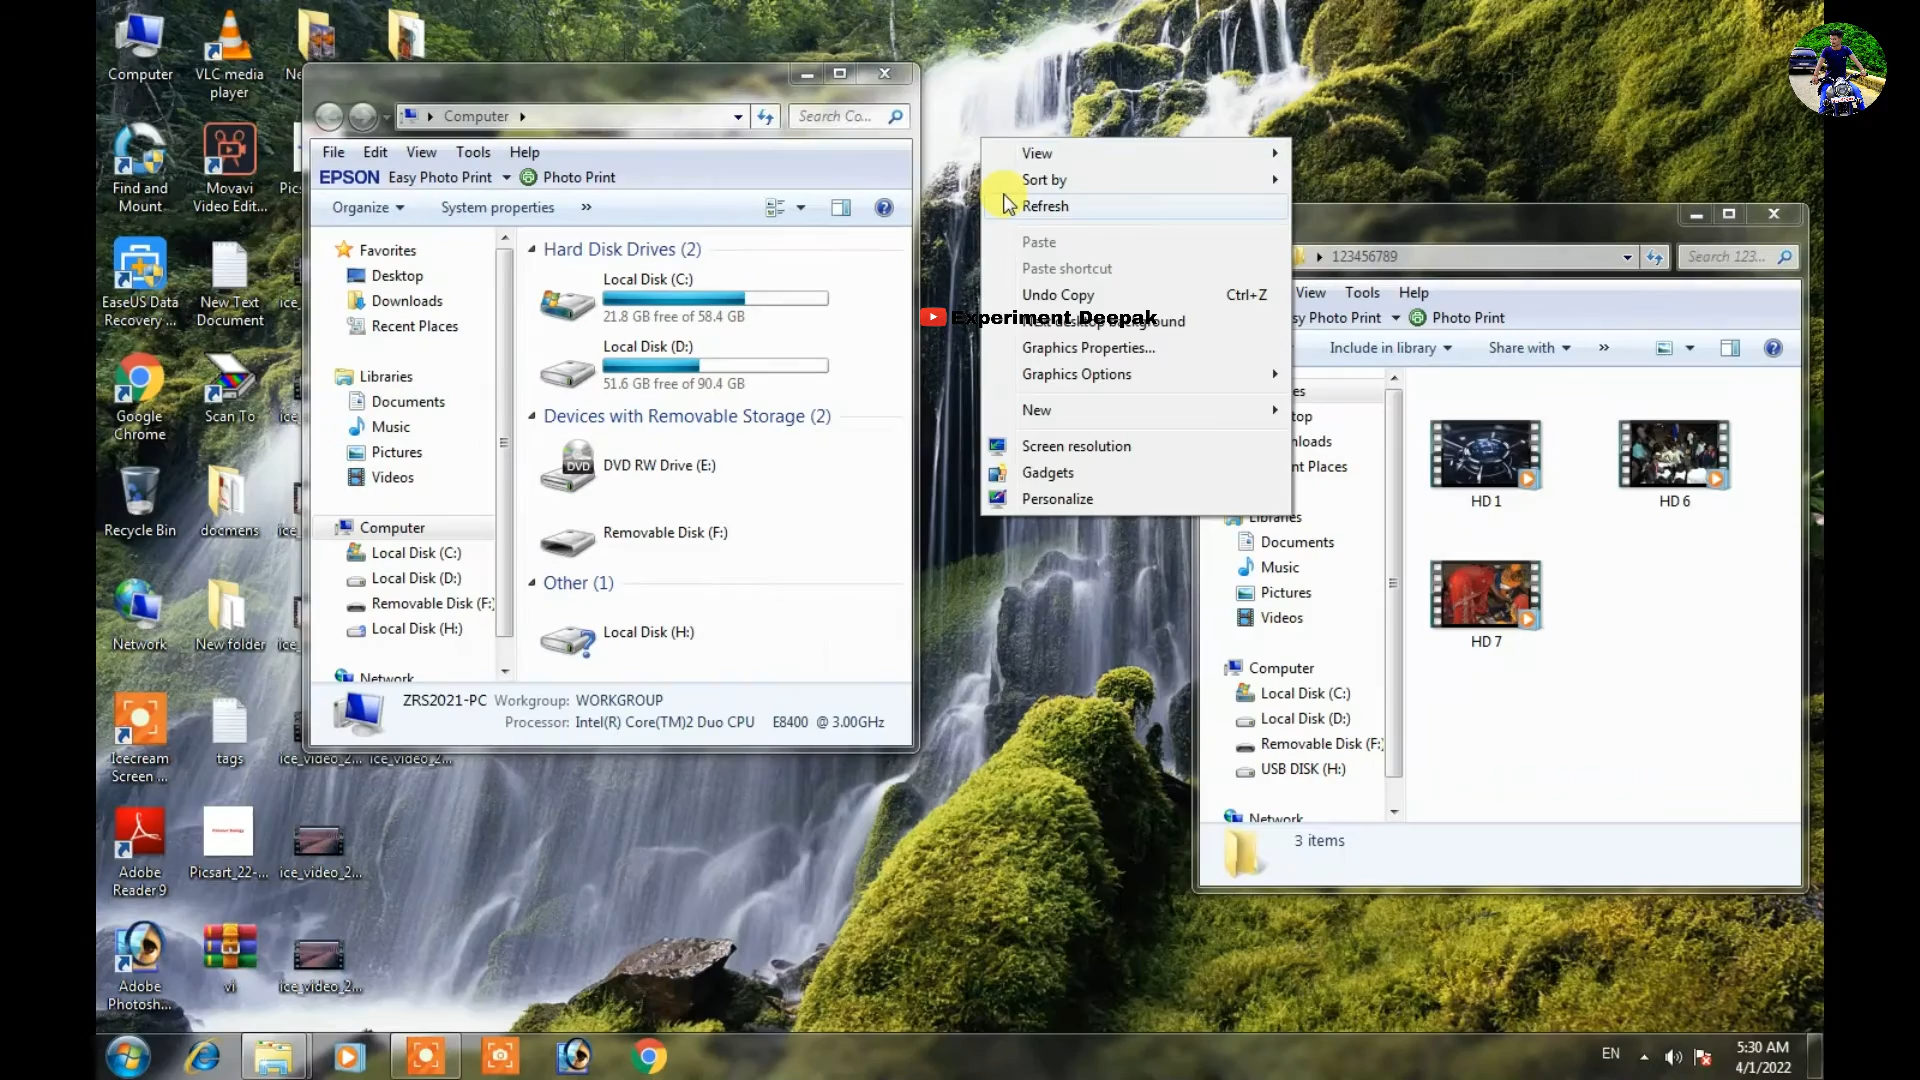 Computer
VLC media
player
Find and
Mount
Movavi
Video Edit...
EaseUS Data
Recovery ...
New Text
Document
Google
Chrome
Scan To
Recycle Bin
docmens
Network
New folder
Icecream
Screen ...
tags
ice_video_2...
ice_video_2...
Adobe
Reader 9
Picsart_22-...
ice_video_2...
Adobe
Photosh...
vi
ice_video_2...
Computer
Search Co...
File Edit View Tools Help
EPSON Easy Photo Print Photo Print
Organize System properties »
Favorites
Desktop
Downloads
Recent Places
Libraries
Documents
Music
Pictures
Videos
Computer
Local Disk (C:)
Local Disk (D:)
Removable Disk (F:)
Local Disk (H:)
Network
Hard Disk Drives (2)
Local Disk (C:)
21.8 GB free of 58.4 GB
Local Disk (D:)
51.6 GB free of 90.4 GB
Devices with Removable Storage (2)
DVD
DVD RW Drive (E:)
Removable Disk (F:)
Other (1)
Local Disk (H:)
ZRS2021-PC Workgroup: WORKGROUP
Processor: Intel(R) Core(TM)2 Duo CPU E8400 @ 3.00GHz
View
Sort by
Refresh
Paste
Paste shortcut
Undo Copy Ctrl+Z
Experiment Deepak
Next desktop background
Graphics Properties...
Graphics Options
New
Screen resolution
Gadgets
Personalize
123456789
Search 123...
View Tools Help
sy Photo Print Photo Print
Include in library Share with »
Libraries
Documents
Music
Pictures
Videos
Computer
Local Disk (C:)
Local Disk (D:)
Removable Disk (F:)
USB DISK (H:)
Network
HD 1
HD 6
HD 7
3 items
EN
5:30 AM
4/1/2022